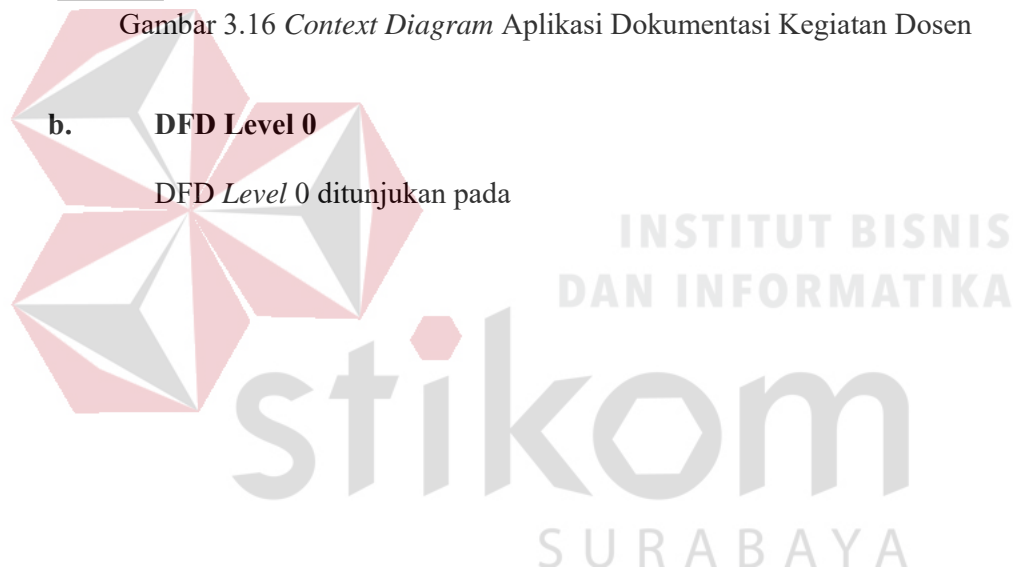 Gambar 3.16 Context Diagram Aplikasi Dokumentasi Kegiatan Dosen
b. DFD Level 0
DFD Level 0 ditunjukan pada
INSTITUT BISNIS
DAN INFORMATIKA
stikom
SURABAYA